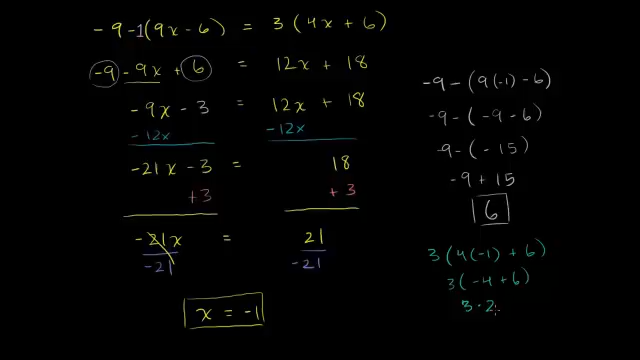 -9-1(9x-6) = 3(4x+6)
-9-9x+6 = 12x+18
-9x-3 = 12x+18
-12x -12x
-21x-3 = 18
+3 +3
-21x = 21
-21 -21
x = -1
-9-(9(-1)-6)
-9-(-9-6)
-9-(-15)
-9+15
6
3(4(-1)+6)
3(-4+6)
3·2